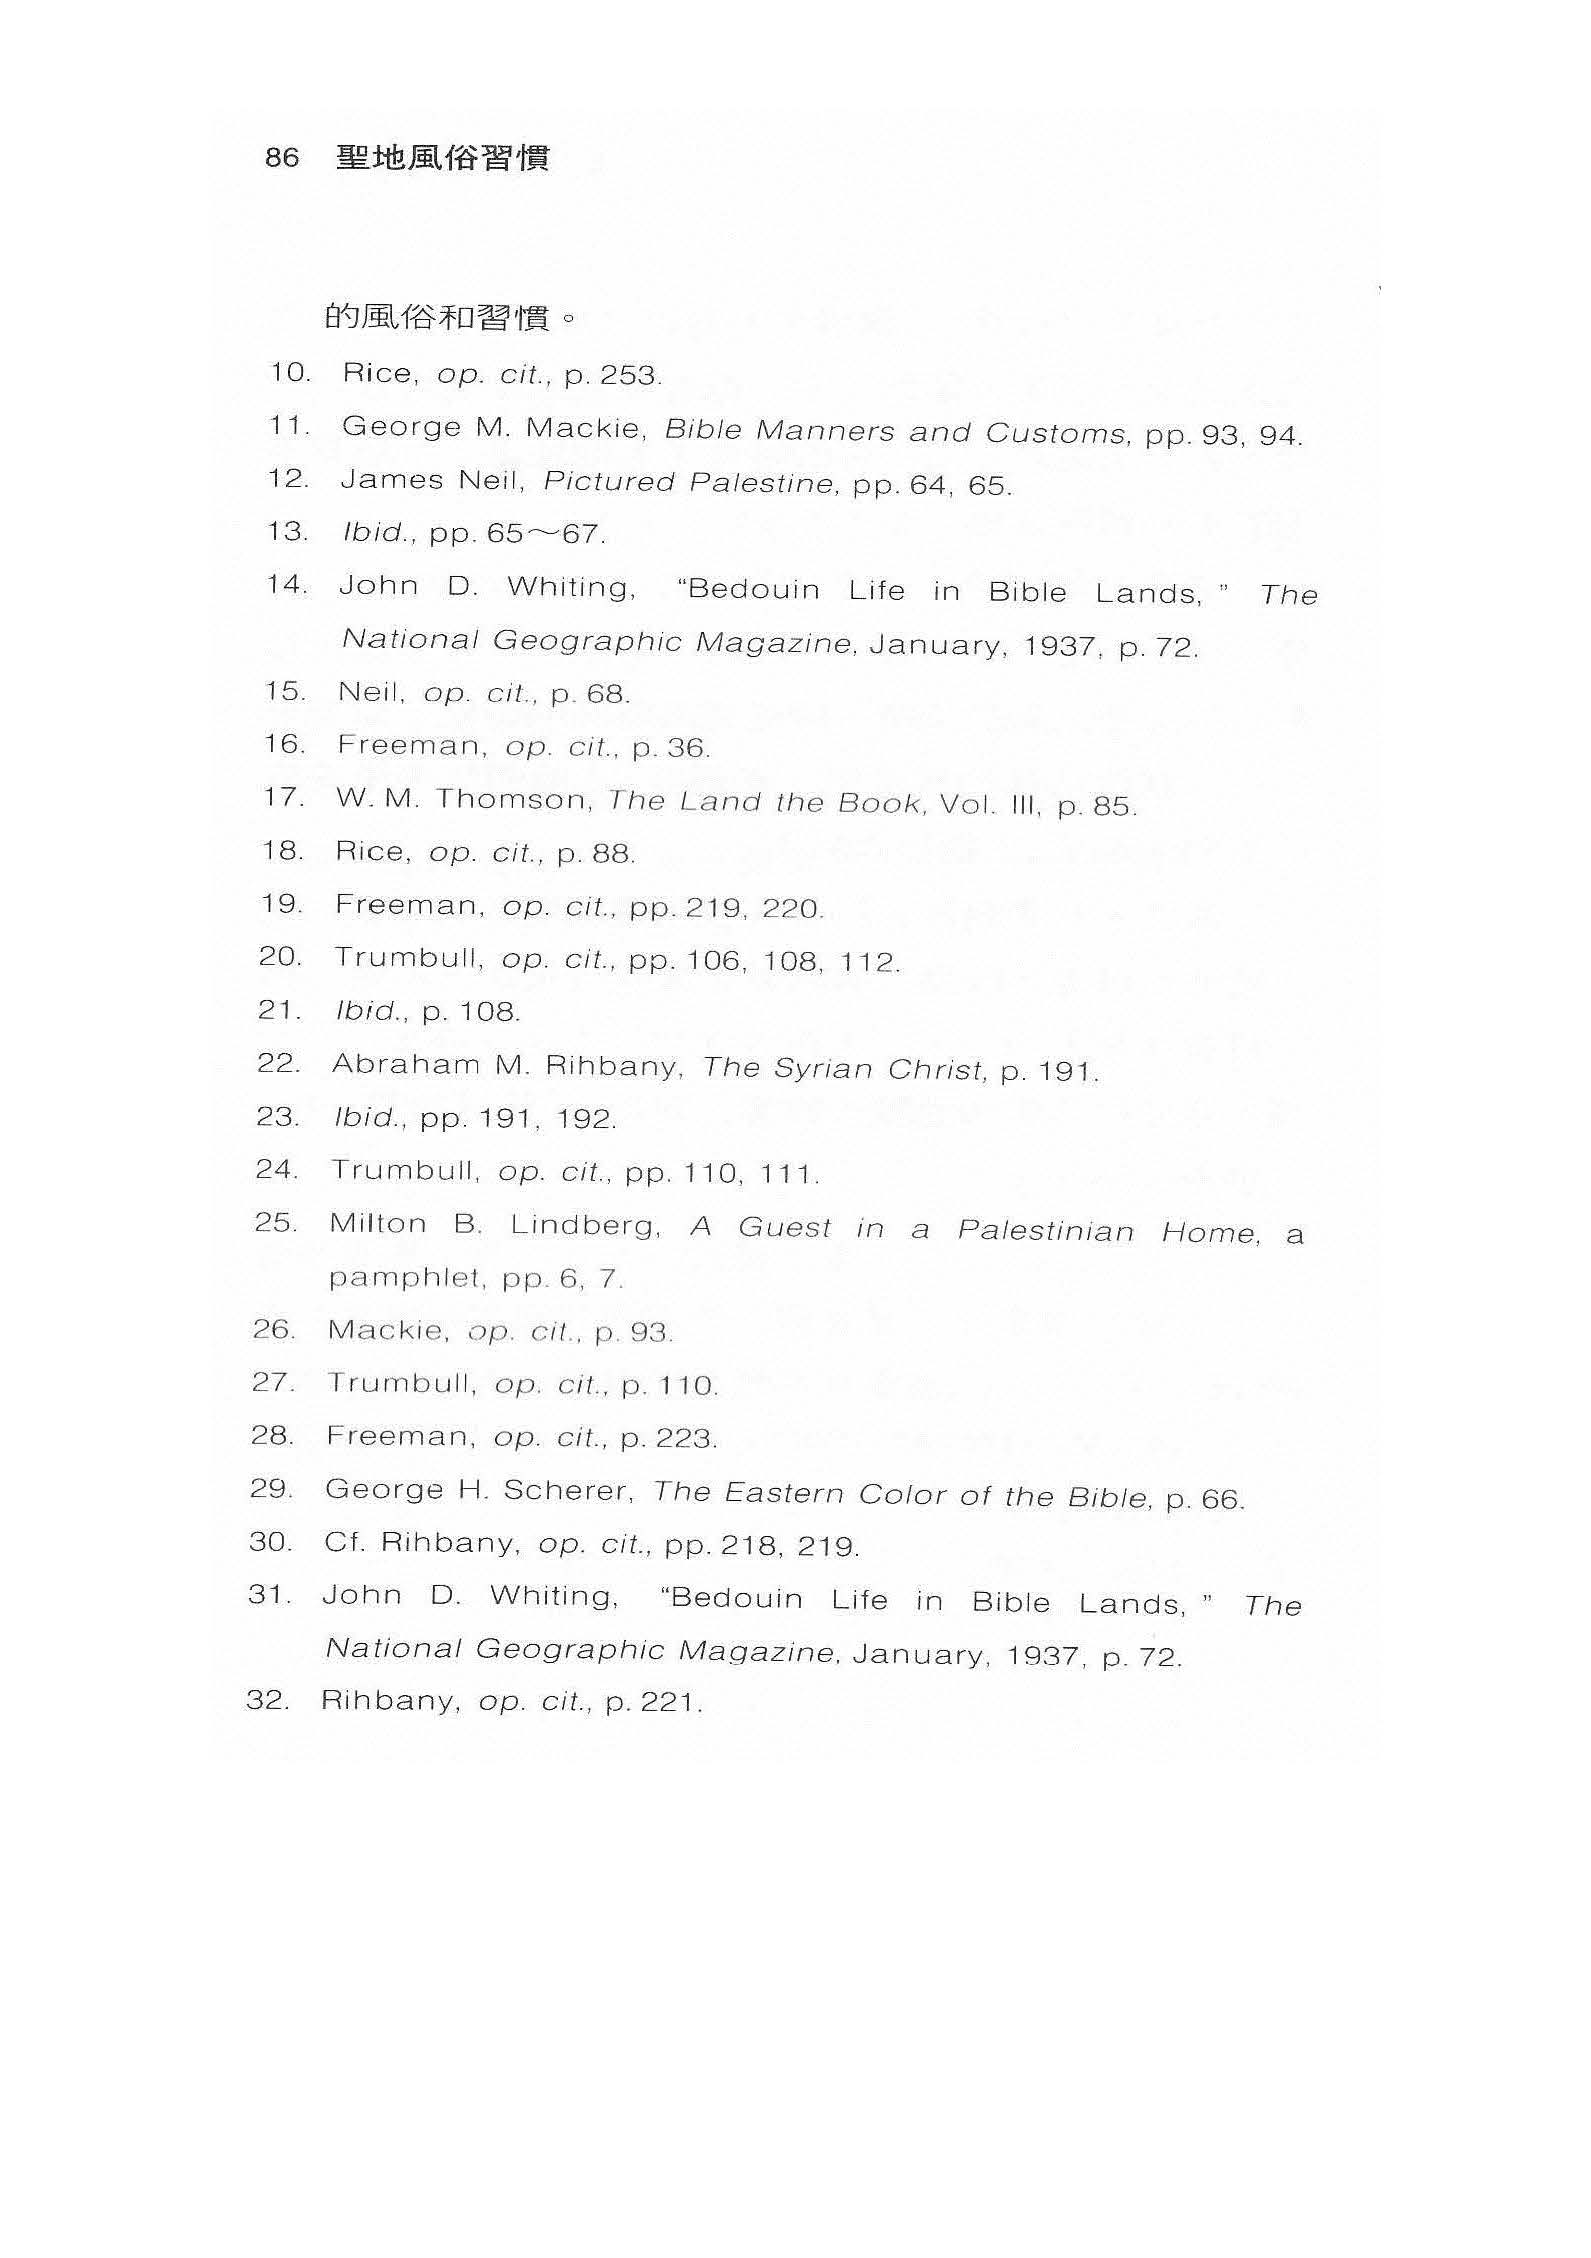 86 聖地風俗習慣
的風俗和習慣。
10. Rice, op. cit., p. 253.
11. George M. Mackie, Bible Manners and Customs, pp. 93, 94.
12. James Neil, Pictured Palestine, pp. 64, 65.
13. Ibid., pp. 65～67.
14. John D. Whiting, “Bedouin Life in Bible Lands, ” The
National Geographic Magazine, January, 1937, p. 72.
15. Neil, op. cit., p. 68.
16. Freeman, op. cit., p. 36.
17. W. M. Thomson, The Land the Book, Vol. III, p. 85.
18. Rice, op. cit., p. 88.
19. Freeman, op. cit., pp. 219, 220.
20. Trumbull, op. cit., pp. 106, 108, 112.
21. Ibid., p. 108.
22. Abraham M. Rihbany, The Syrian Christ, p. 191.
23. Ibid., pp. 191, 192.
24. Trumbull, op. cit., pp. 110, 111.
25. Milton B. Lindberg, A Guest in a Palestinian Home, a
pamphlet, pp. 6, 7.
26. Mackie, op. cit., p. 93.
27. Trumbull, op. cit., p. 110.
28. Freeman, op. cit., p. 223.
29. George H. Scherer, The Eastern Color of the Bible, p. 66.
30. Cf. Rihbany, op. cit., pp. 218, 219.
31. John D. Whiting, “Bedouin Life in Bible Lands, ” The
National Geographic Magazine, January, 1937, p. 72.
32. Rihbany, op. cit., p. 221.